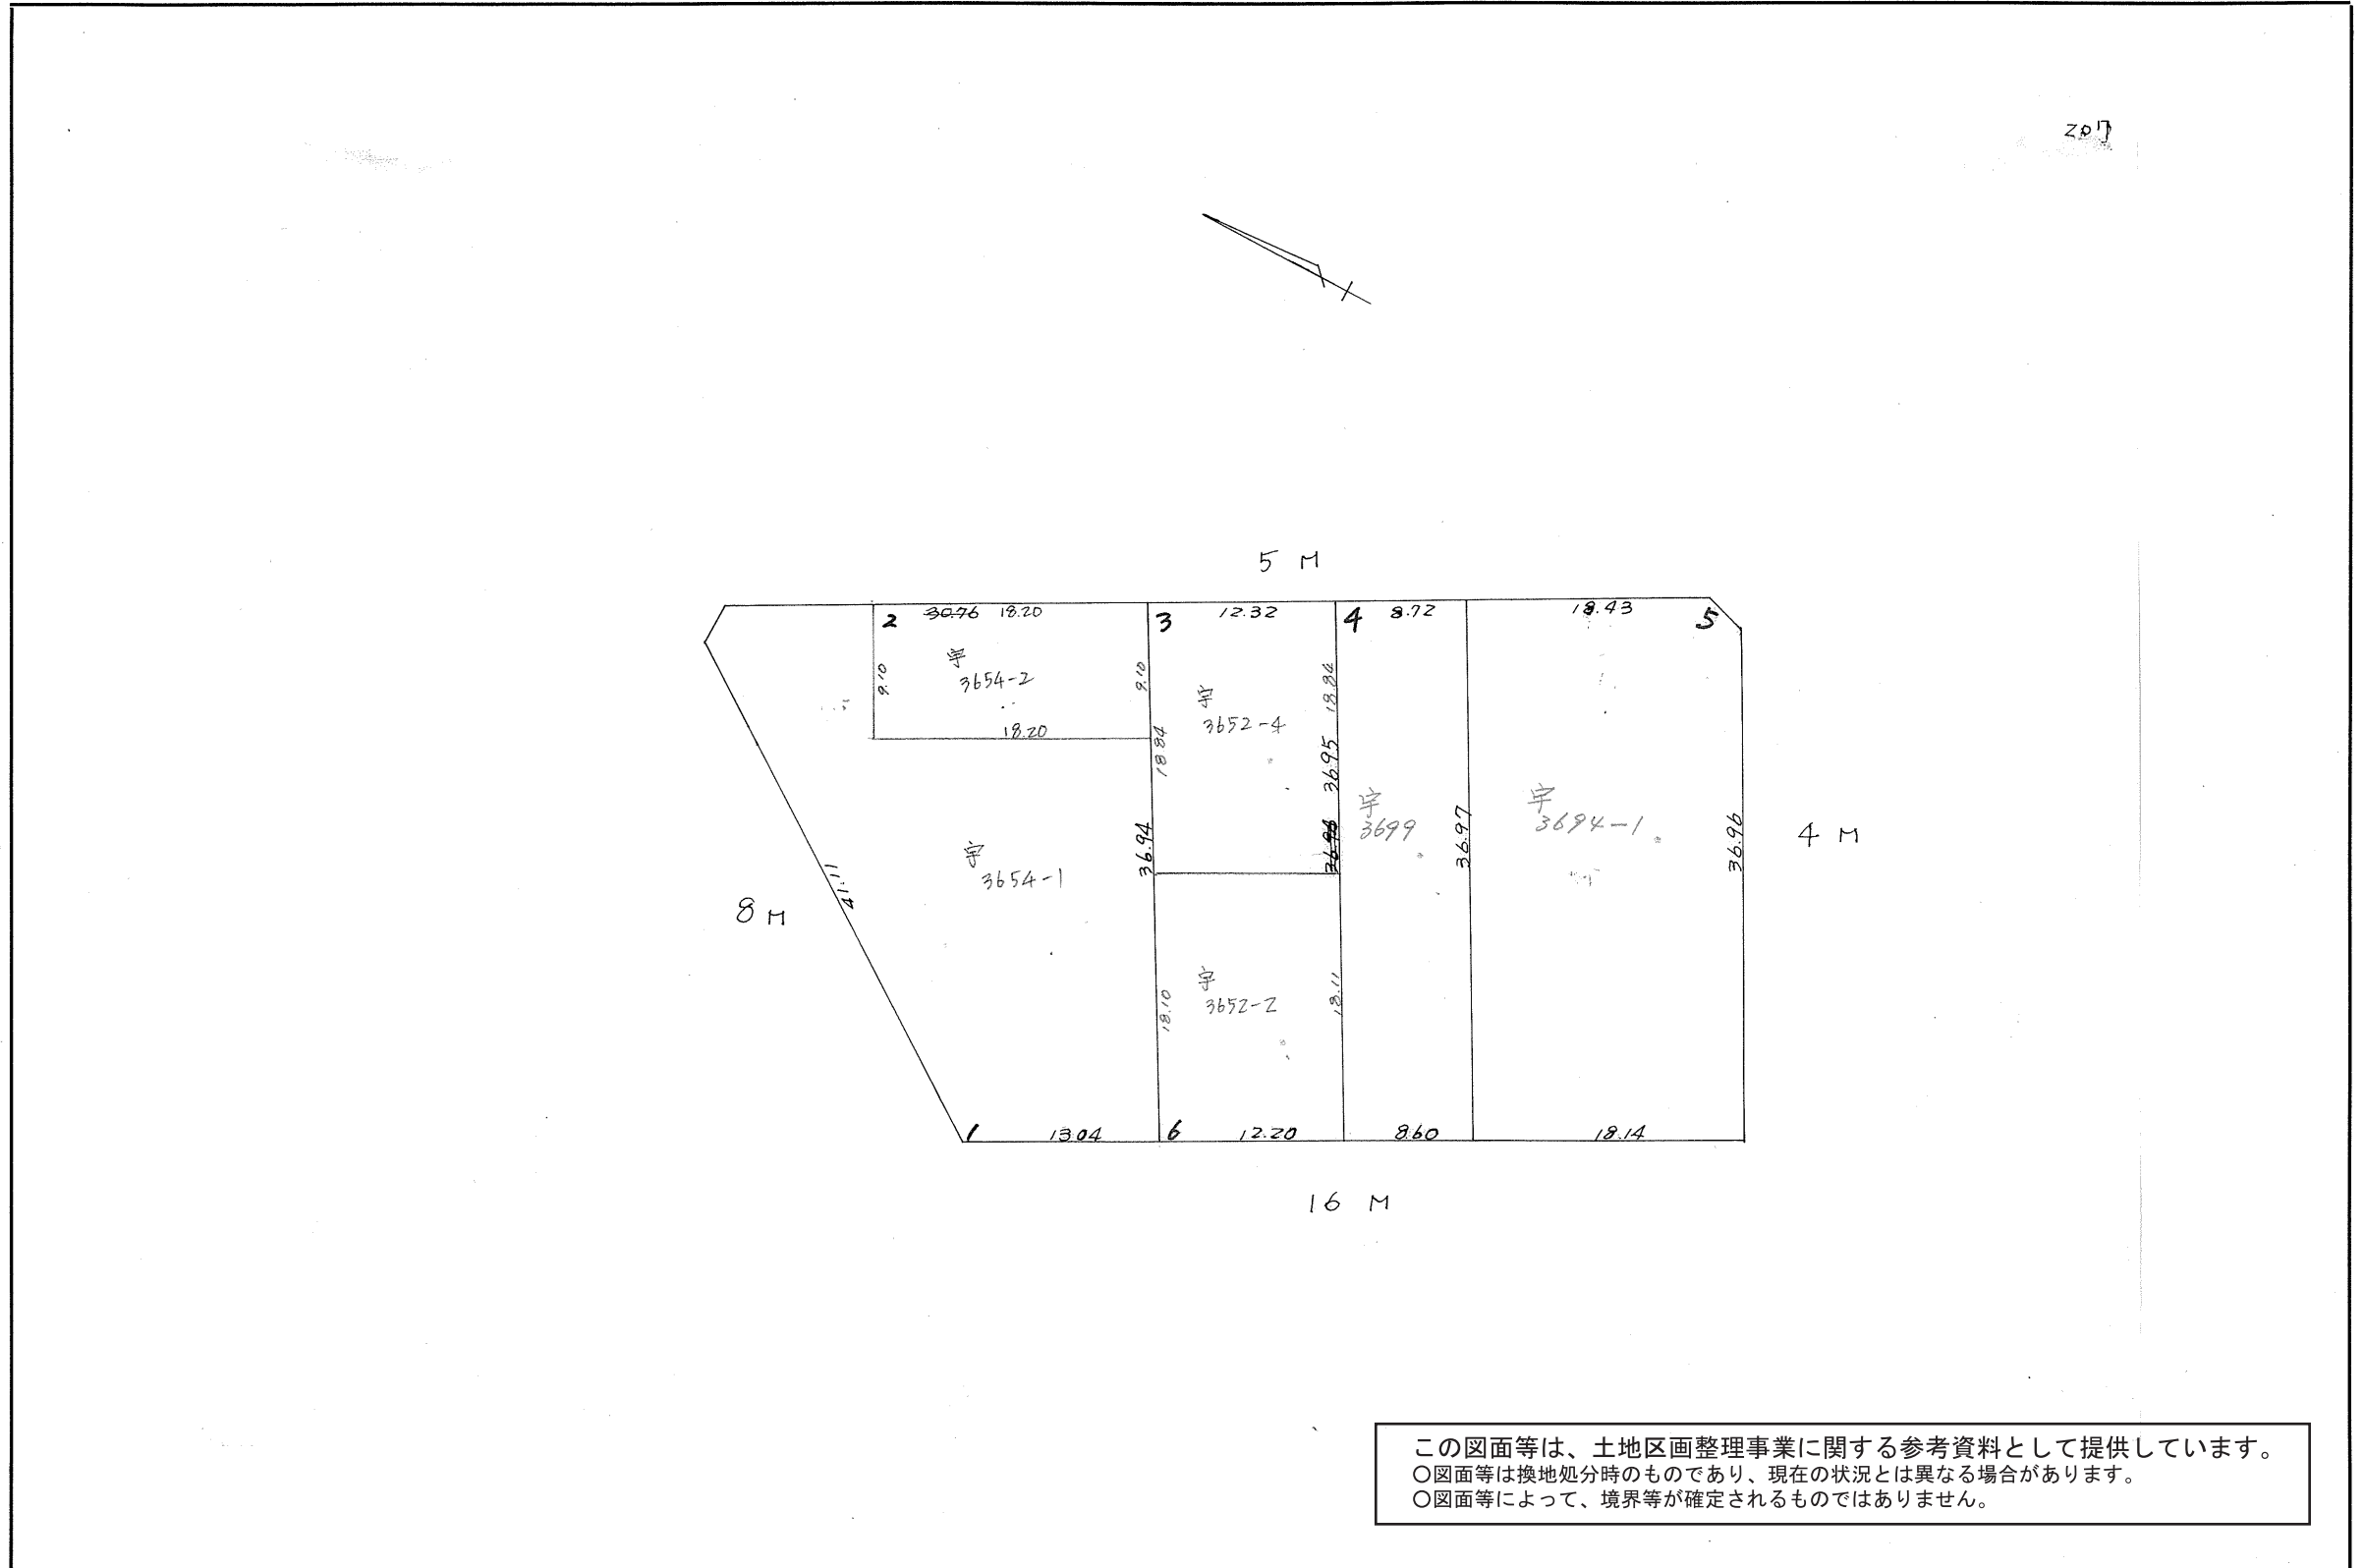 207
5 M
2 30.76 18.20 3 12.32 4 8.72 18.43 5
9.10
宇
3654-2
9.10
18.20
宇
3652-4
18.84
18.84
36.95
36.94
宇
3699
36.97
宇
3694-1
36.96
4 M
41.11
8 M
宇
3654-1
宇
3652-2
18.10
18.11
1 13.04 6 12.20 8.60 18.14
16 M
この図面等は、土地区画整理事業に関する参考資料として提供しています。
○図面等は換地処分時のものであり、現在の状況とは異なる場合があります。
○図面等によって、境界等が確定されるものではありません。